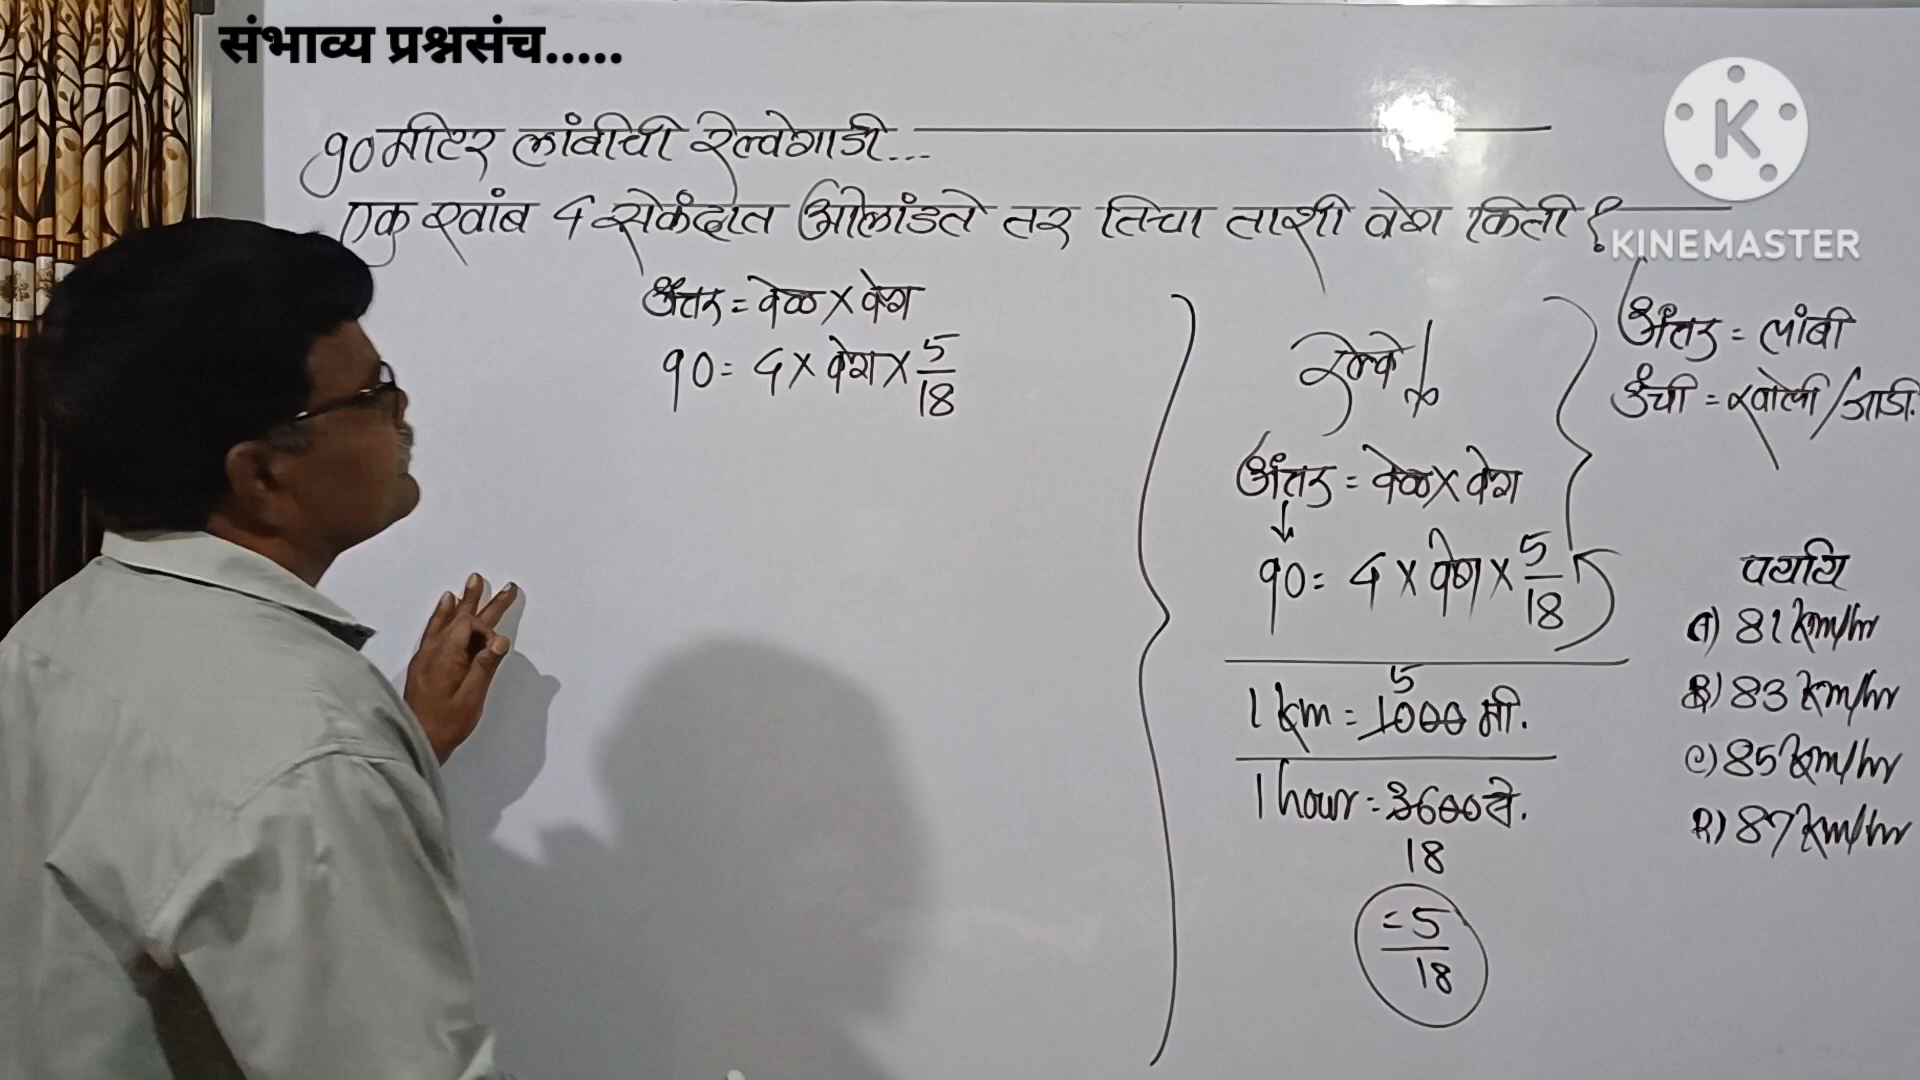 संभाव्य प्रश्नसंच.....
90 मीटर लांबीची रेल्वेगाडी...
एक खांब 4 सेकंदात ओलांडते तर तिचा ताशी वेग किती?
K
KINEMASTER
अंतर = वेळ × वेग
90 = 4 × वेग × 5/18
रेल्वे
अंतर = वेळ × वेग
↓
90 = 4 × वेग × 5/18
5
1 km = 1000 मी.
1 hour = 3600 से.
18
= 5/18
अंतर = लांबी
उंची = खोली/जाडी.
पर्याय
A) 81 km/hr
B) 83 km/hr
C) 85 km/hr
D) 87 km/hr